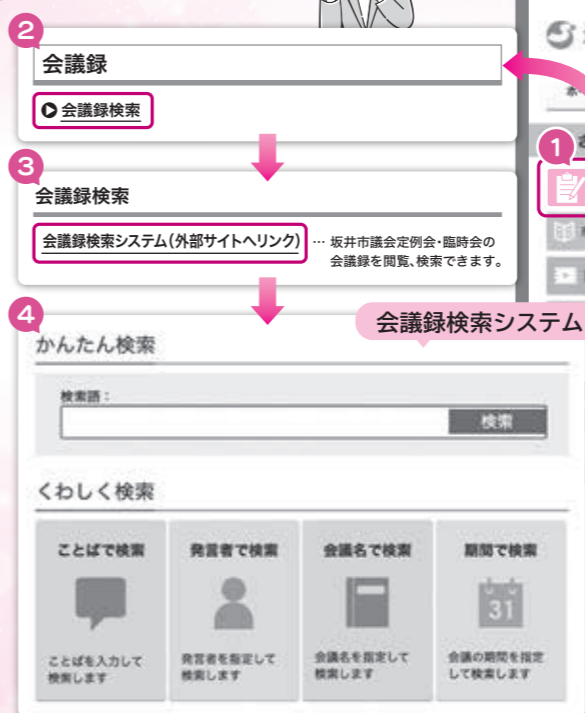 2
会議録
会議録検索
3
会議録検索
会議録検索システム(外部サイトへリンク)
… 坂井市議会定例会・臨時会の
会議録を閲覧、検索できます。
4
会議録検索システム
かんたん検索
検索語:
検索
くわしく検索
ことばで検索
ことばを入力して
検索します
発言者で検索
発言者を指定して
検索します
会議名で検索
会議名を指定して
検索します
期間で検索
31
会議の期間を指定
して検索します
1